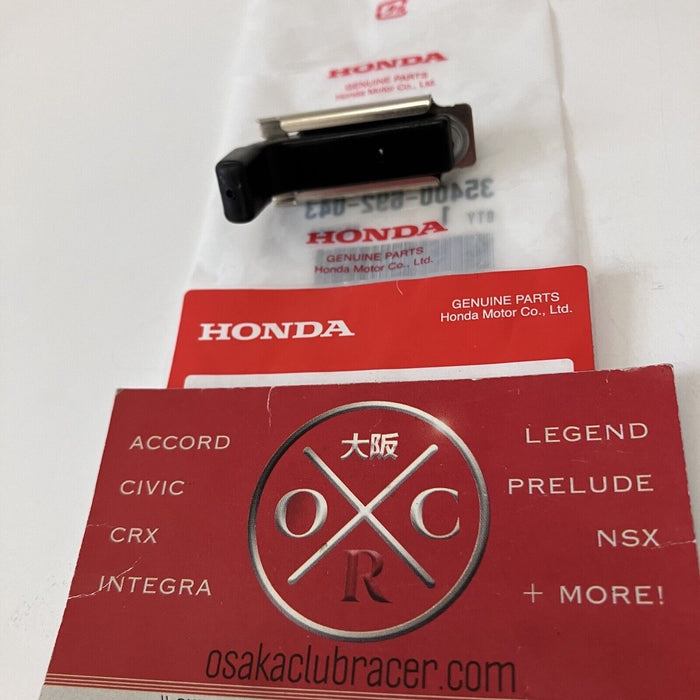 HONDA
GENUINE PARTS
Honda Motor Co., Ltd.
35400-692-043
QTY 1
HONDA
GENUINE PARTS
Honda Motor Co., Ltd.
HONDA
GENUINE PARTS
Honda Motor Co., Ltd.
ACCORD
CIVIC
CRX
INTEGRA
大阪
O C
R
LEGEND
PRELUDE
NSX
+ MORE!
osakaclubracer.com